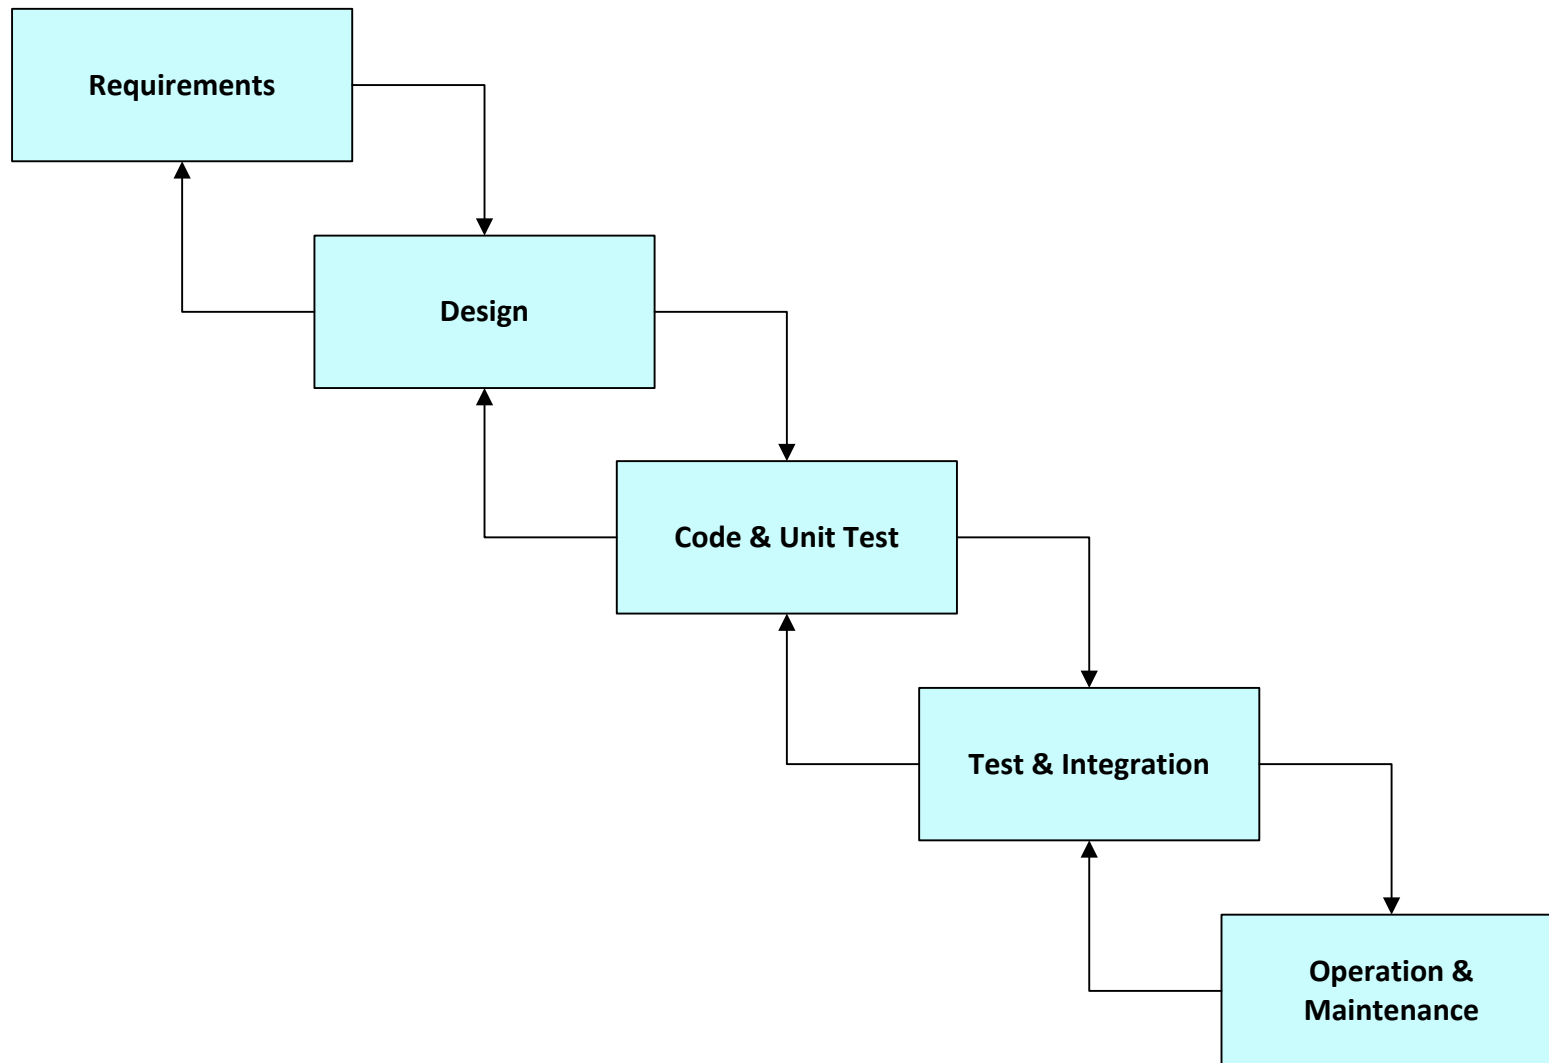 Requirements
Design
Code & Unit Test
Test & Integration
Operation &
Maintenance